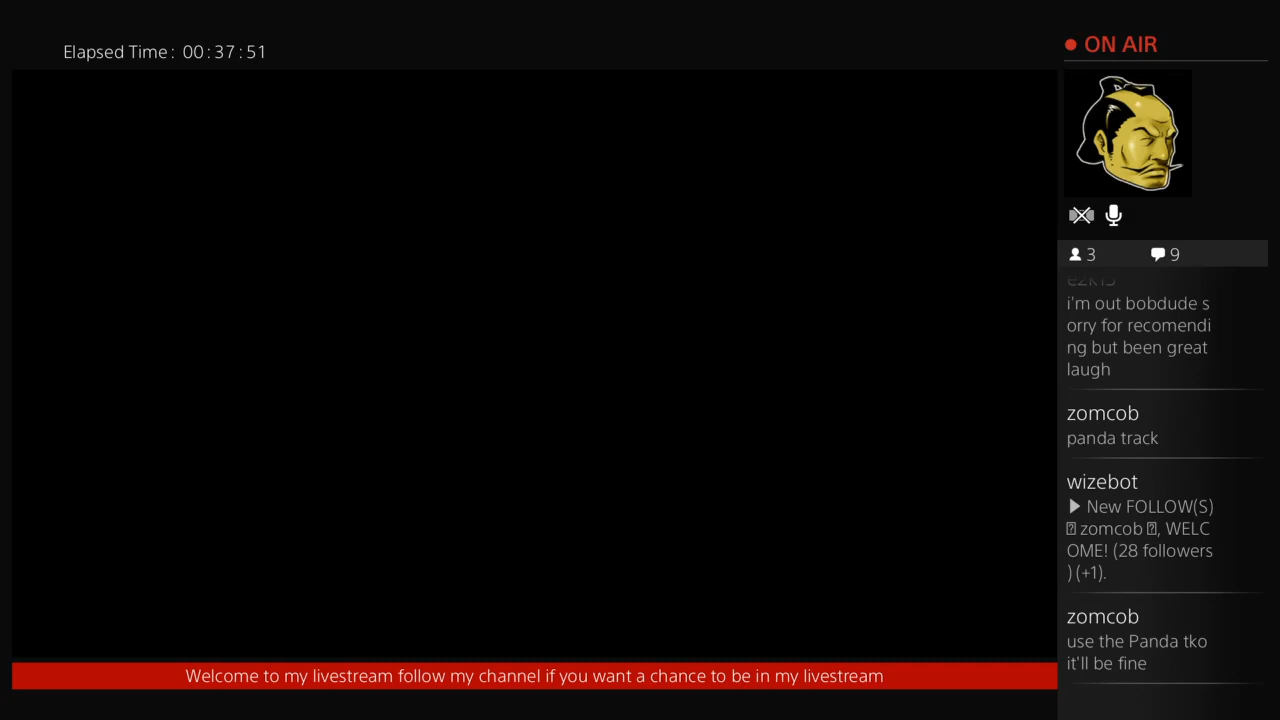 Elapsed Time: 00:37:51
ON AIR
3
9
i'm out bobdude s
orry for recomendi
ng but been great
laugh
zomcob
panda track
wizebot
▶ New FOLLOW(S)
⍰ zomcob ⍰, WELC
OME! (28 followers
) (+1).
zomcob
use the Panda tko
it'll be fine
Welcome to my livestream follow my channel if you want a chance to be in my livestream